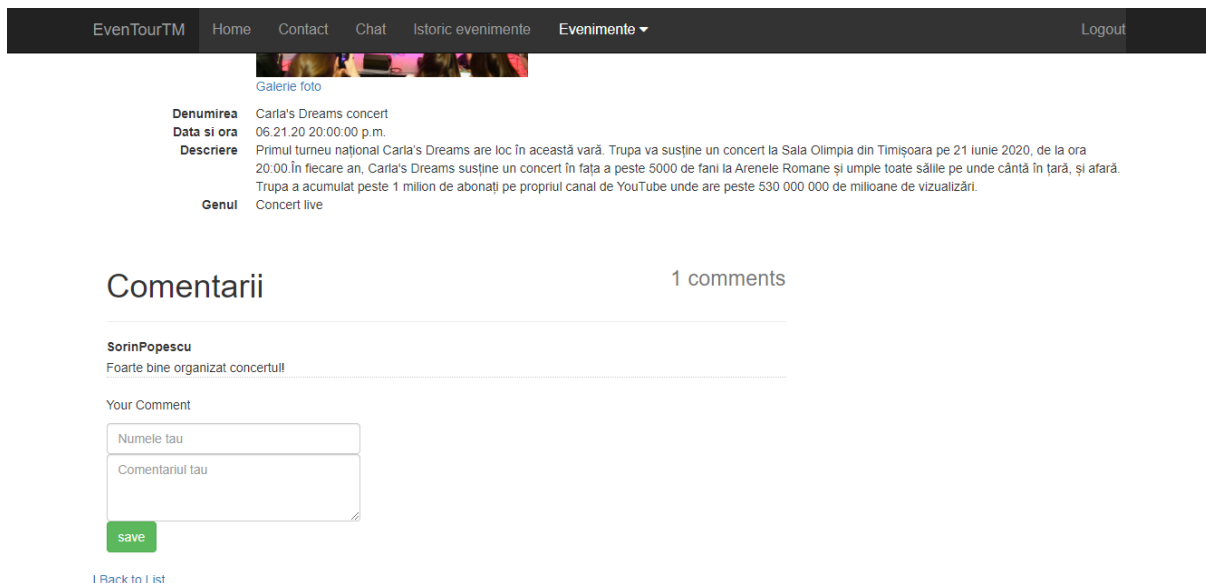 EvenTourTM Home Contact Chat Istoric evenimente Evenimente Logout
Galerie foto
Denumirea Carla's Dreams concert
Data si ora 06.21.20 20:00:00 p.m.
Descriere Primul turneu național Carla's Dreams are loc în această vară. Trupa va susține un concert la Sala Olimpia din Timișoara pe 21 iunie 2020, de la ora
20:00.În fiecare an, Carla's Dreams susține un concert în fața a peste 5000 de fani la Arenele Romane și umple toate sălile pe unde cântă în țară, și afară.
Trupa a acumulat peste 1 milion de abonați pe propriul canal de YouTube unde are peste 530 000 000 de milioane de vizualizări.
Genul Concert live
Comentarii 1 comments
SorinPopescu
Foarte bine organizat concertul!
Your Comment
Numele tau
Comentariul tau
save
| Back to List